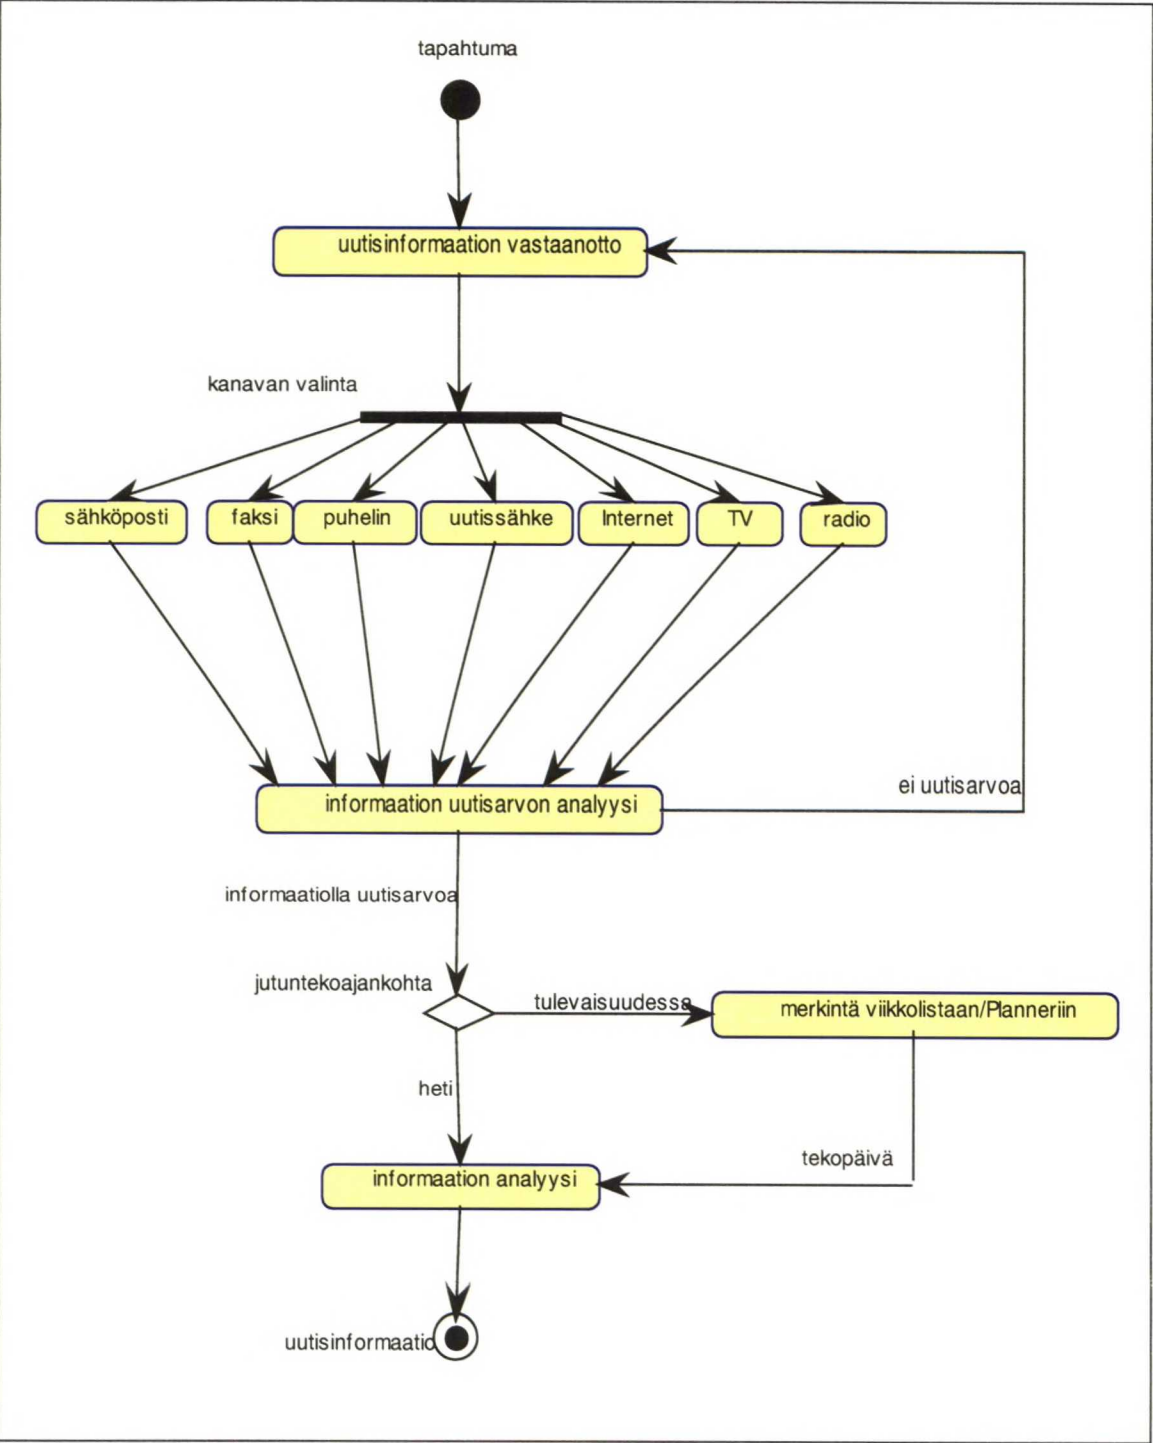 tapahtuma
uutisinformaation vastaanotto
kanavan valinta
sähköposti
faksi
puhelin
uutissähke
Internet
TV
radio
ei uutisarvoa
informaation uutisarvon analyysi
informaatiolla uutisarvoa
jutuntekoajankohta
tulevaisuudessa
merkintä viikkolistaan/Planneriin
heti
tekopäivä
informaation analyysi
uutisinformaatio